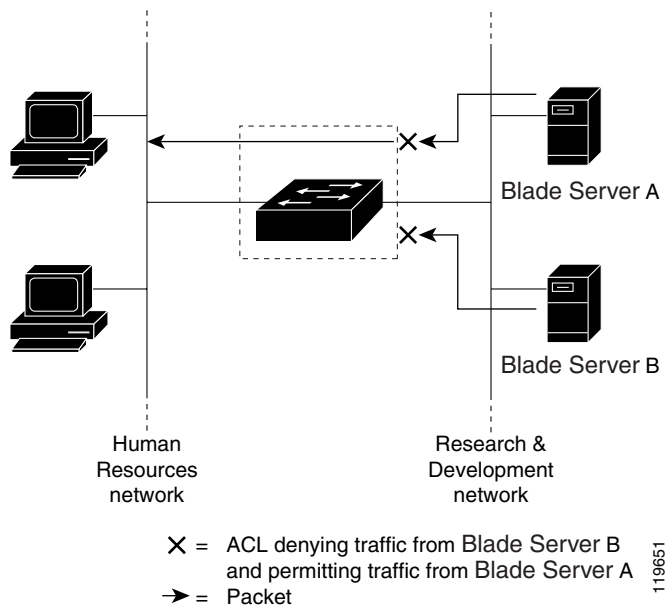 Blade Server A
Blade Server B
Human
Resources
network
Research &
Development
network
X = ACL denying traffic from Blade Server B
and permitting traffic from Blade Server A
→ = Packet
119651